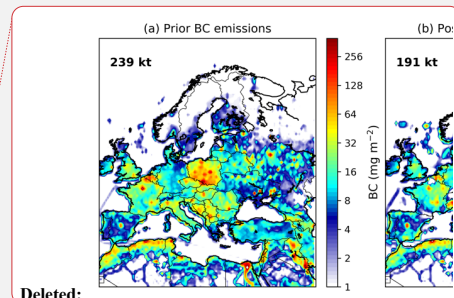 (a) Prior BC emissions
(b) Pos
239 kt
191 kt
256
128
64
32
16
8
4
2
1
BC (mg m⁻²)
Deleted: